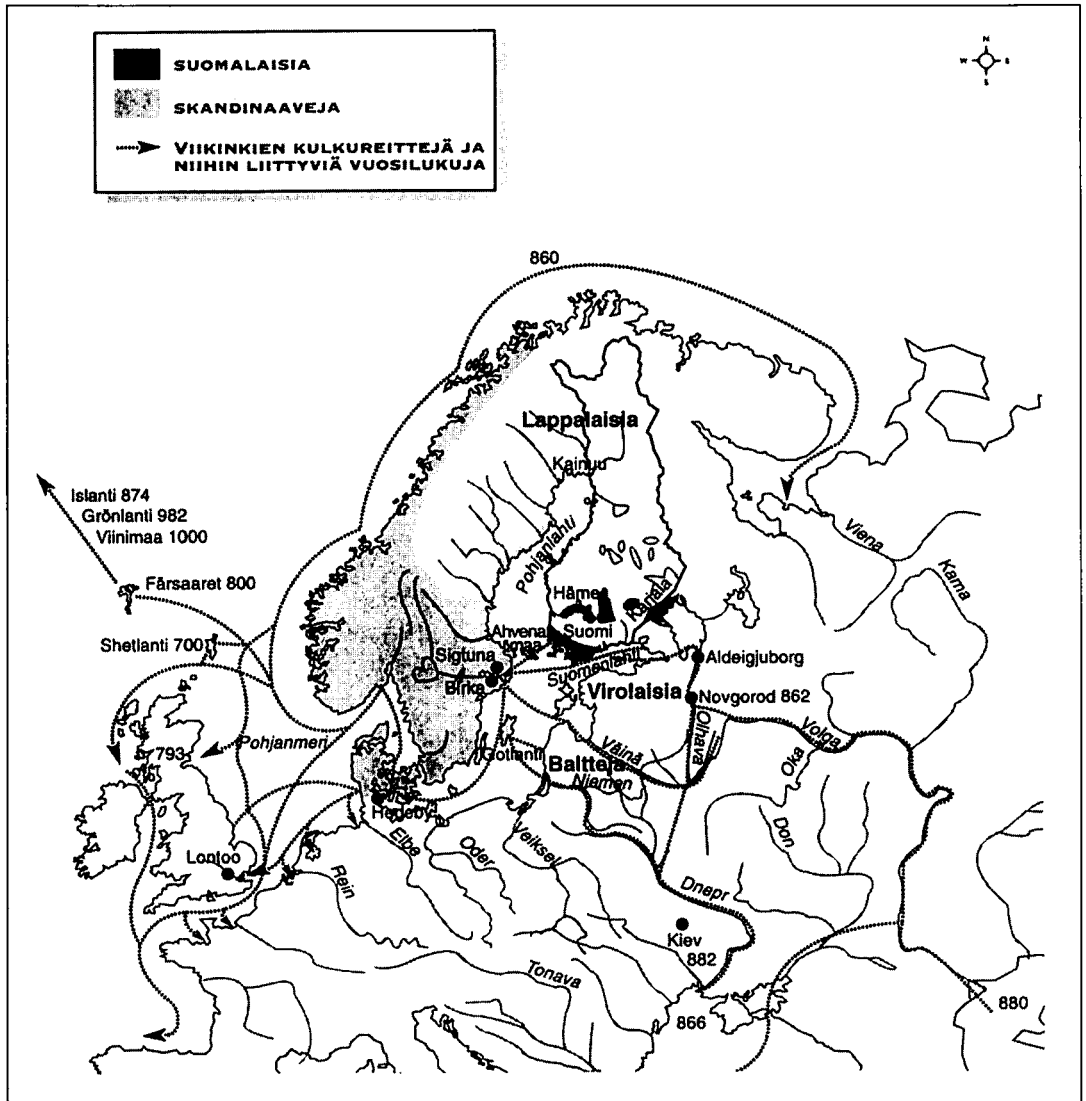 SUOMALAISIA
SKANDINAAVEJA
VIIKINKIEN KULKUREITTEJÄ JA
NIIHIN LIITTYVIÄ VUOSILUKUJA
N
W S
S
860
Lappalaisia
Kainuu
Islanti 874
Grönlanti 982
Viinimaa 1000
Pohjanlahti
Viena
Kama
Färsaaret 800
Häme
Karjala
Shetlanti 700
Ahvenanmaa
Suomi
Sigtuna
Suomenlahti
Aldeigjuborg
Birka
Virolaisia
Novgorod 862
Pohjanmeri
793
Gotlanti
Väinä
Olhava
Volga
Oka
Baltteja
Njemen
Hedeby
Elbe
Oder
Veiksel
Don
Lontoo
Rein
Dnepr
Kiev
882
Tonava
866
880